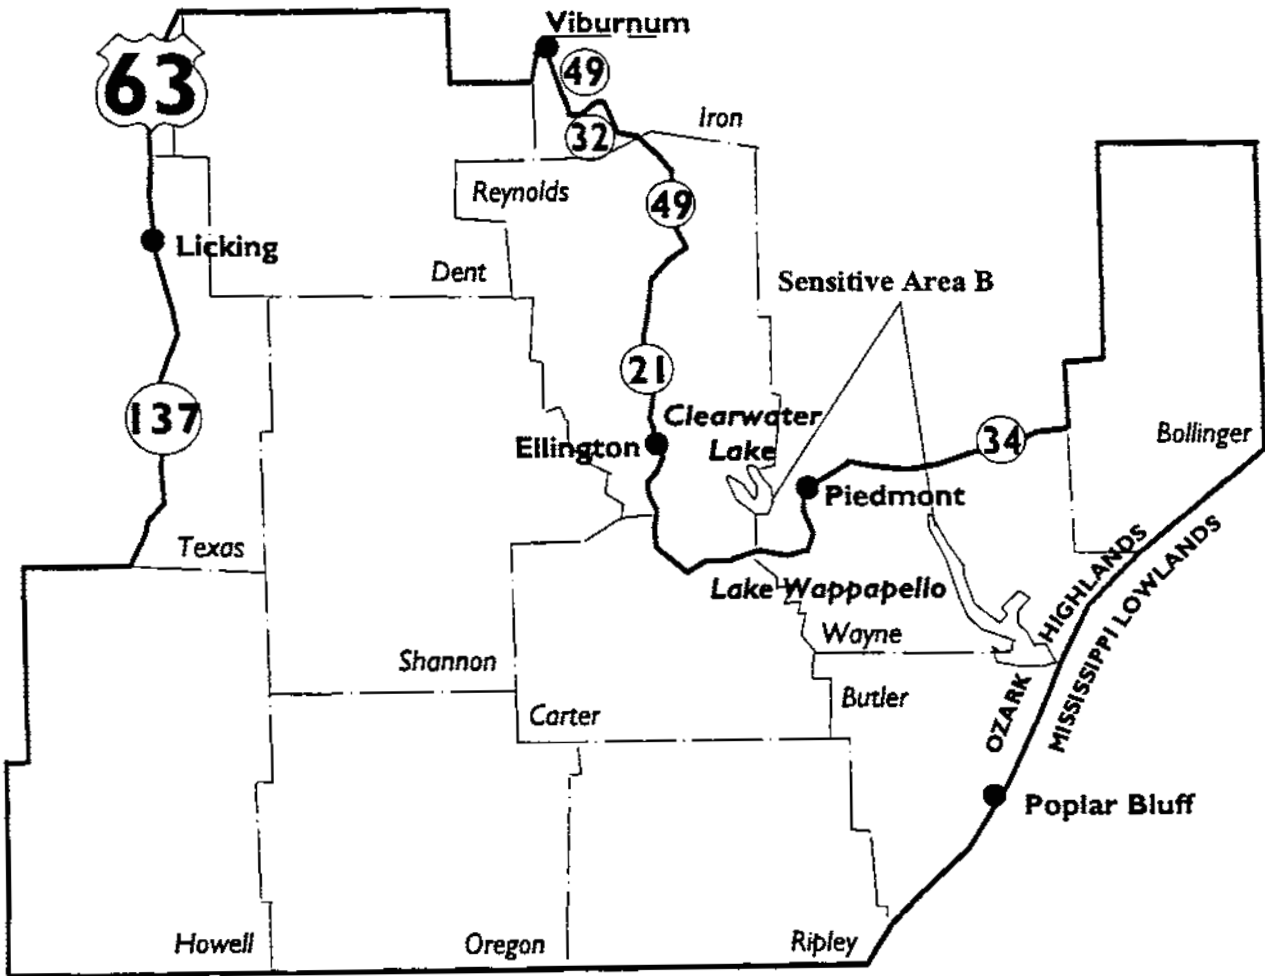 Viburnum
63
49
32
Iron
Reynolds
49
Licking
Dent
Sensitive Area B
21
137
Clearwater
Lake
Ellington
34
Bollinger
Piedmont
Texas
Lake Wappapello
OZARK HIGHLANDS
MISSISSIPPI LOWLANDS
Wayne
Shannon
Butler
Carter
Poplar Bluff
Howell
Oregon
Ripley